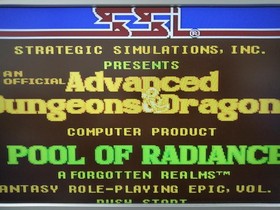 SSI®
STRATEGIC SIMULATIONS, INC.
PRESENTS
AN OFFICIAL Advanced
Dungeons & Dragon
COMPUTER PRODUCT
POOL OF RADIANCE
A FORGOTTEN REALMS™
ANTASY ROLE-PLAYING EPIC, VOL.
PUSH START